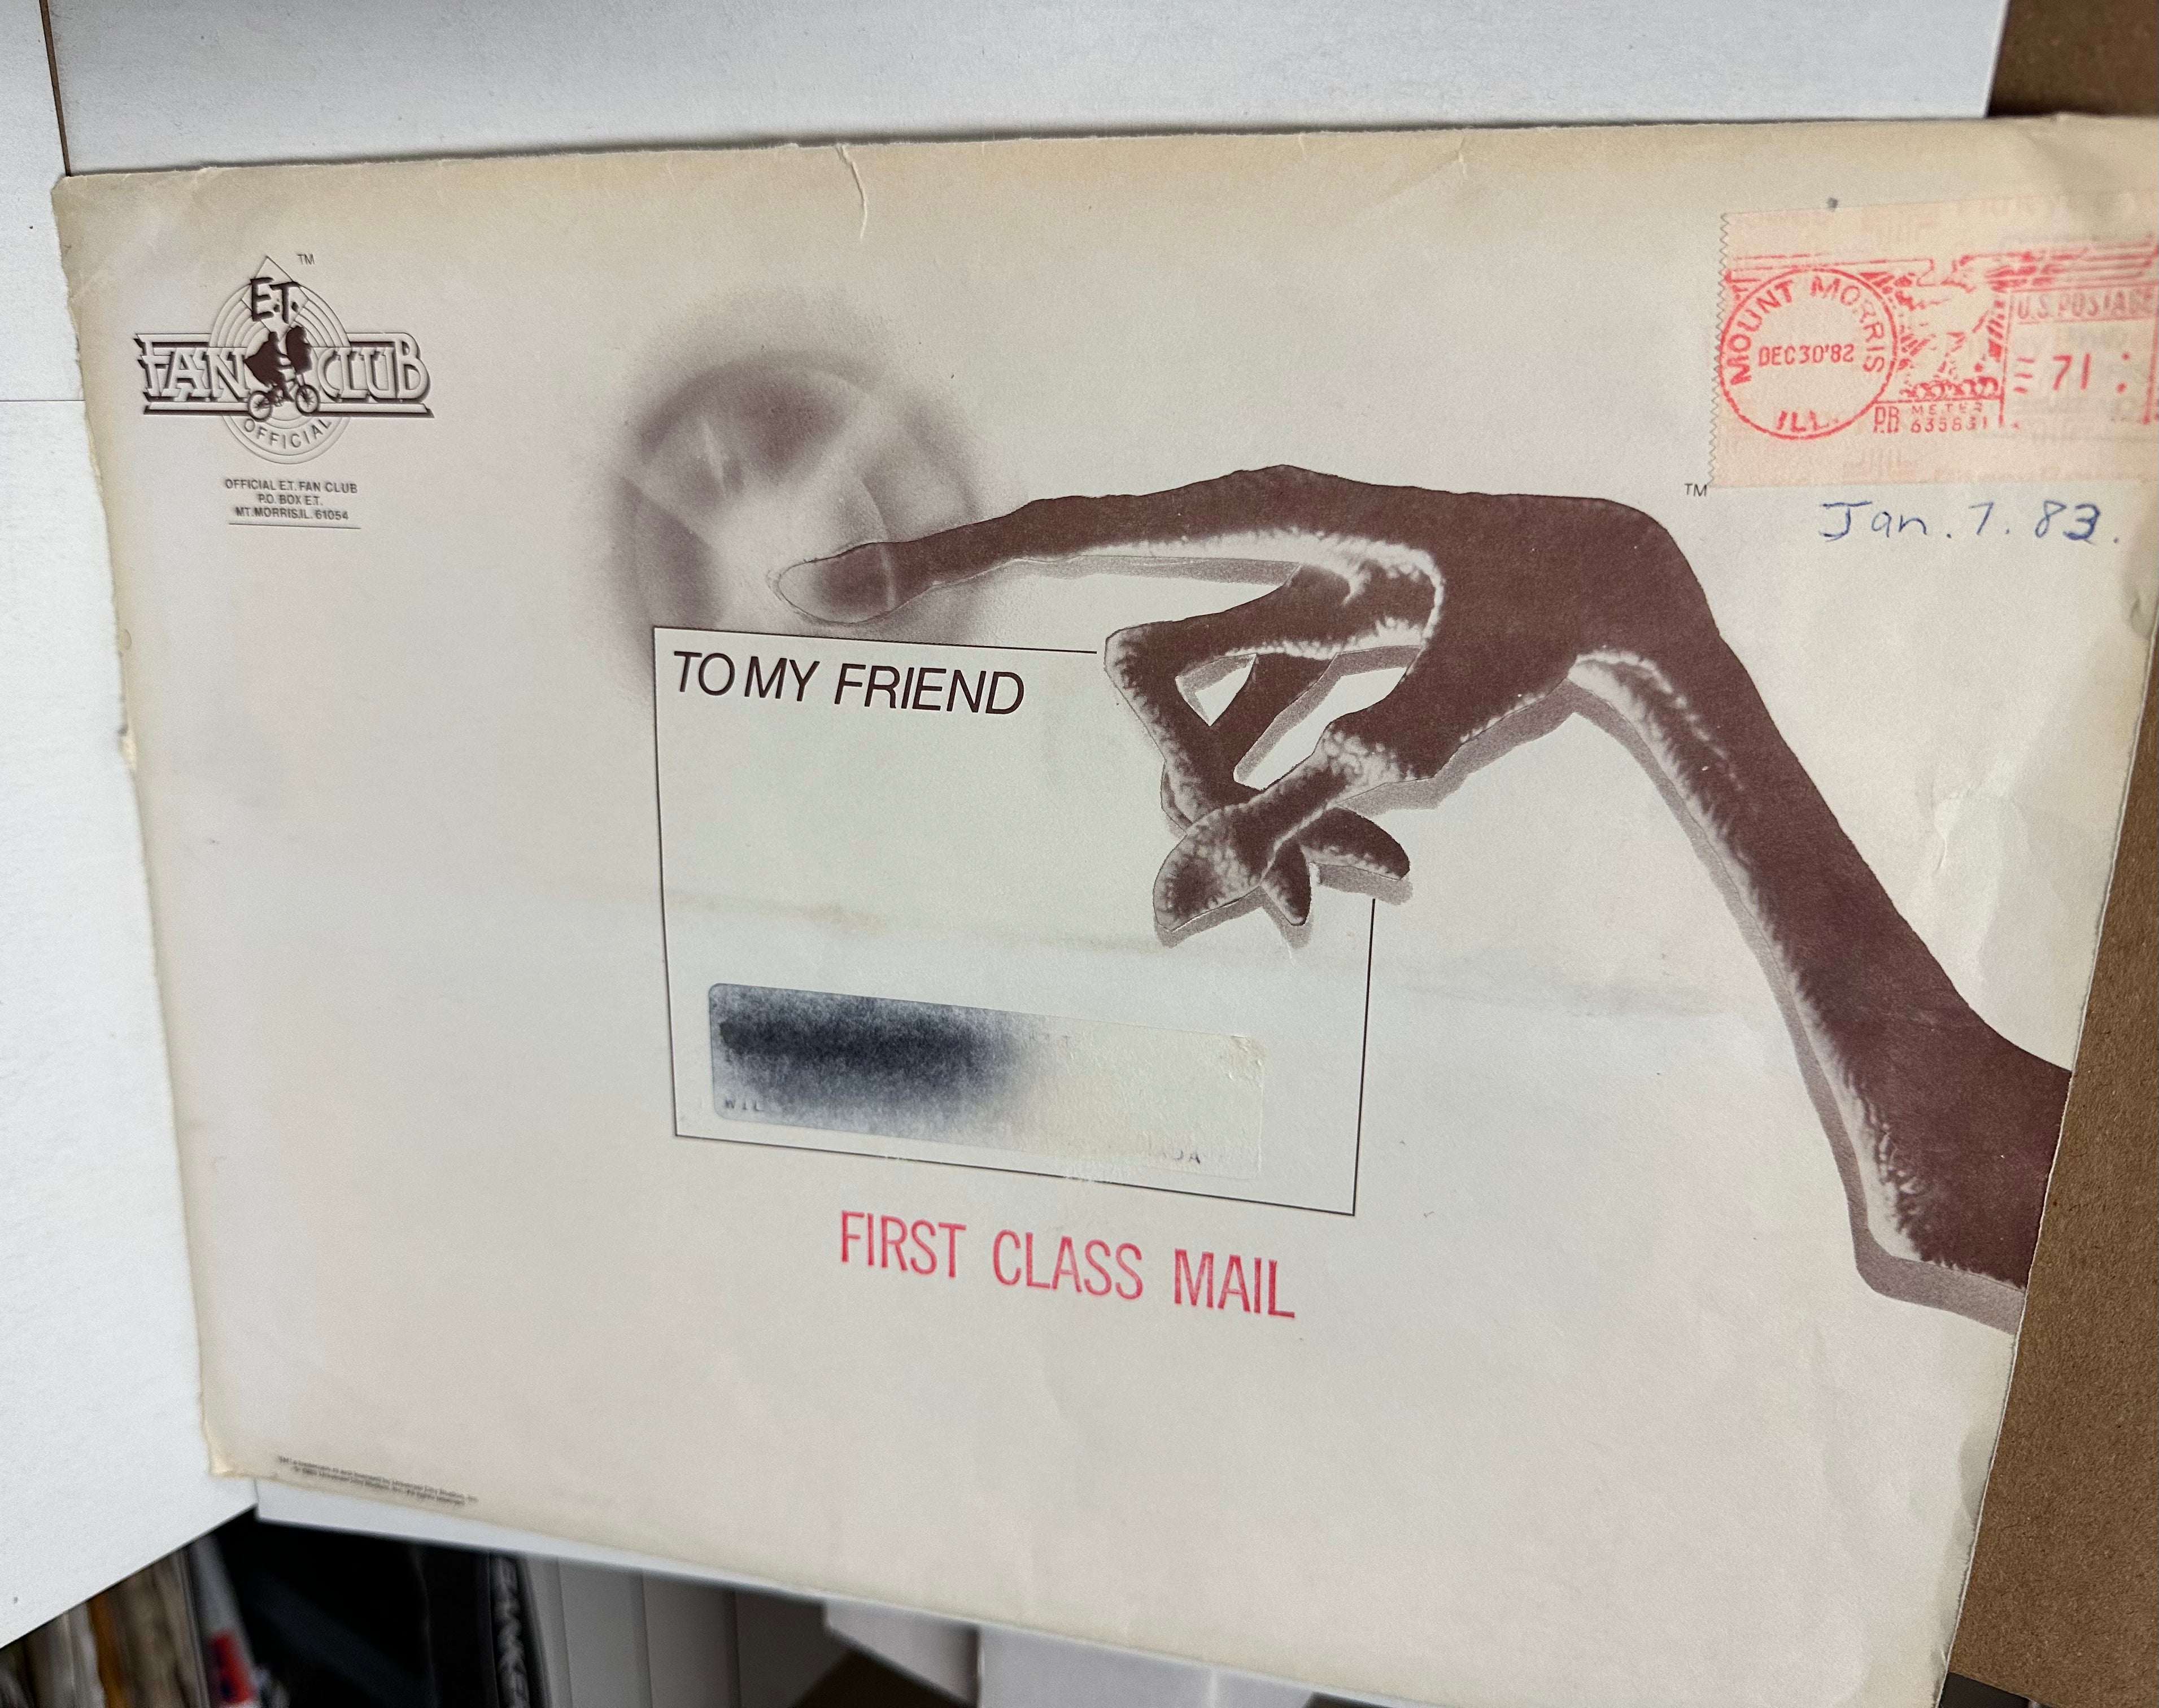 TM
E.T.
FAN CLUB
OFFICIAL
OFFICIAL E.T. FAN CLUB
P.O. BOX E.T.
MT. MORRIS, IL. 61054
MOUNT MORRIS
DEC 30 '82
ILL.
U.S. POSTAGE
71
PB METER
635631
TM
Jan. 7. 83.
TO MY FRIEND
FIRST CLASS MAIL